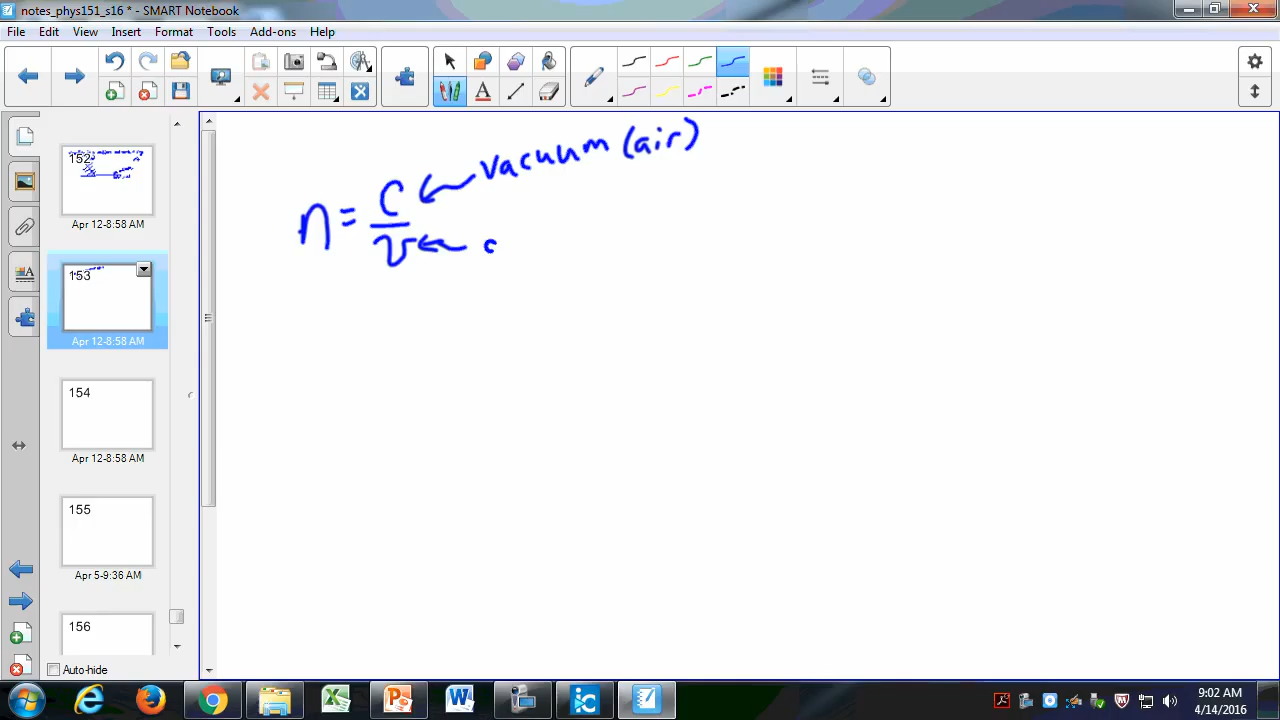 notes_phys151_s16 * - SMART Notebook
File Edit View Insert Format Tools Add-ons Help
n = c/v
c ← vacuum (air)
v ←
152
Apr 12-8:58 AM
153
Apr 12-8:58 AM
154
Apr 12-8:58 AM
155
Apr 5-9:36 AM
156
Auto-hide
9:02 AM
4/14/2016